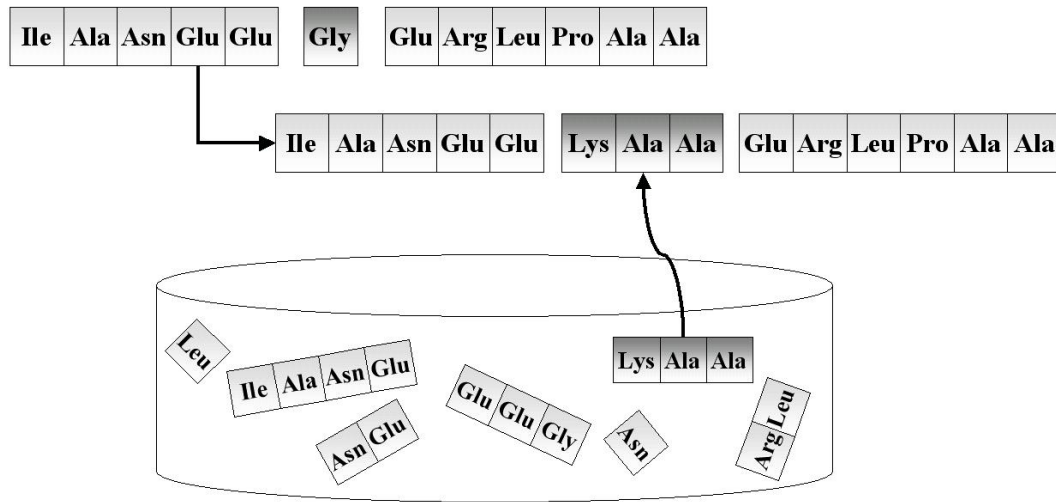 Ile Ala Asn Glu Glu Gly Glu Arg Leu Pro Ala Ala
Ile Ala Asn Glu Glu Lys Ala Ala Glu Arg Leu Pro Ala Ala
Leu
Ile Ala Asn Glu
Asn Glu
Glu Glu Gly
Asn
Lys Ala Ala
Arg Leu